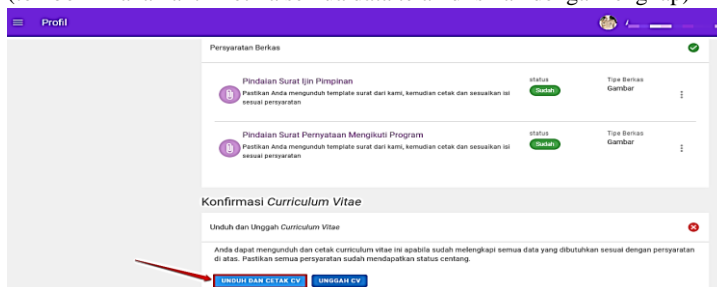 Profil
Persyaratan Berkas
Pindaian Surat Ijin Pimpinan
status
Tipe Berkas
Pastikan Anda mengunduh template surat dari kami, kemudian cetak dan sesuaikan isi
Sudah
Gambar
sesuai persyaratan
Pindaian Surat Pernyataan Mengikuti Program
status
Tipe Berkas
Pastikan Anda mengunduh template surat dari kami, kemudian cetak dan sesuaikan isi
Sudah
Gambar
sesuai persyaratan
Konfirmasi Curriculum Vitae
Unduh dan Unggah Curriculum Vitae
Anda dapat mengunduh dan cetak curriculum vitae ini apabila sudah melengkapi semua data yang dibutuhkan sesuai dengan persyaratan
di atas. Pastikan semua persyaratan sudah mendapatkan status centang.
UNDUH DAN CETAK CV
UNGGAH CV